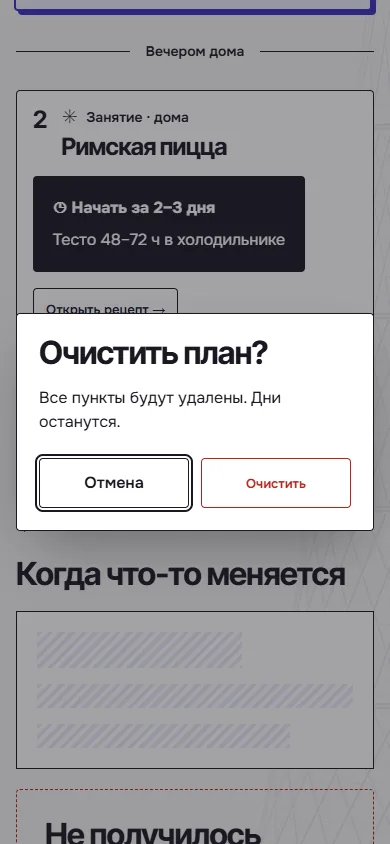 Вечером дома
2
Занятие · дома
Римская пицца
Начать за 2–3 дня
Тесто 48–72 ч в холодильнике
Открыть рецепт →
Очистить план?
Все пункты будут удалены. Дни
останутся.
Отмена
Очистить
Когда что-то меняется
Не получилось